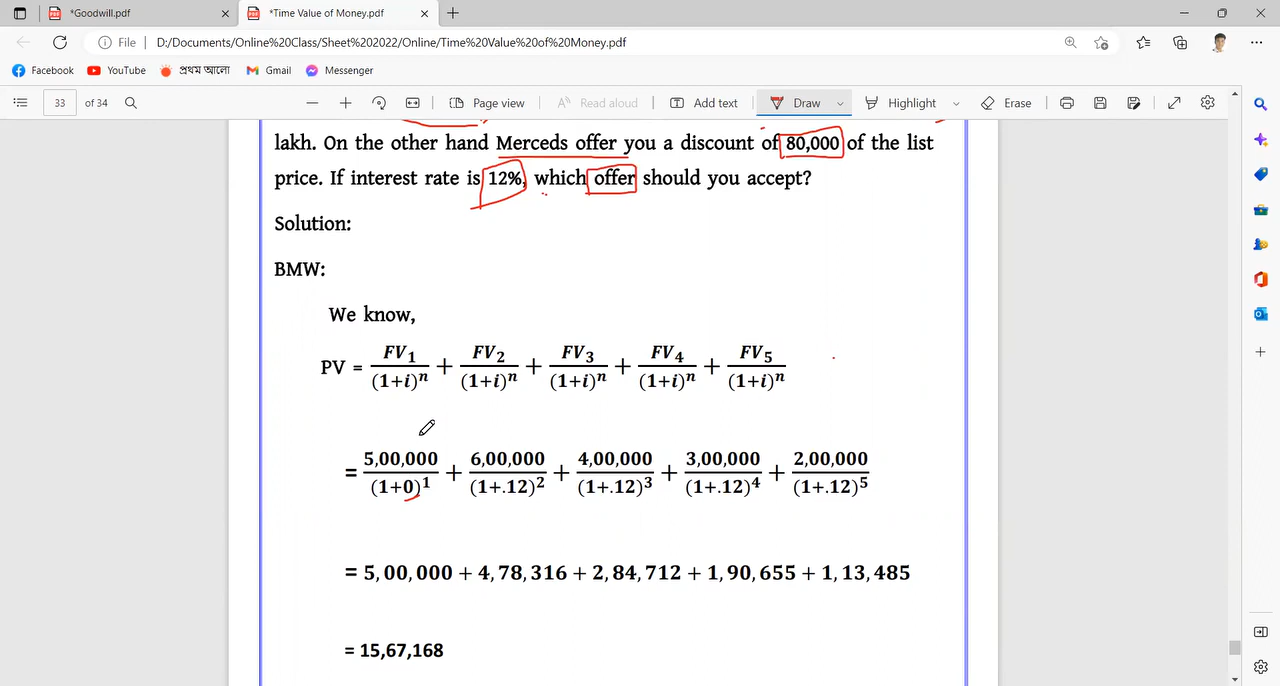 *Goodwill.pdf
*Time Value of Money.pdf
File D:/Documents/Online%20Class/Sheet%202022/Online/Time%20Value%20of%20Money.pdf
Facebook YouTube প্রথম আলো Gmail Messenger
33 of 34 Page view Read aloud Add text Draw Highlight Erase
lakh. On the other hand Merceds offer you a discount of 80,000 of the list
price. If interest rate is 12%, which offer should you accept?
Solution:
BMW:
We know,
PV = FV₁/(1+i)ⁿ + FV₂/(1+i)ⁿ + FV₃/(1+i)ⁿ + FV₄/(1+i)ⁿ + FV₅/(1+i)ⁿ
= 5,00,000/(1+0)¹ + 6,00,000/(1+.12)² + 4,00,000/(1+.12)³ + 3,00,000/(1+.12)⁴ + 2,00,000/(1+.12)⁵
= 5,00,000 + 4,78,316 + 2,84,712 + 1,90,655 + 1,13,485
= 15,67,168